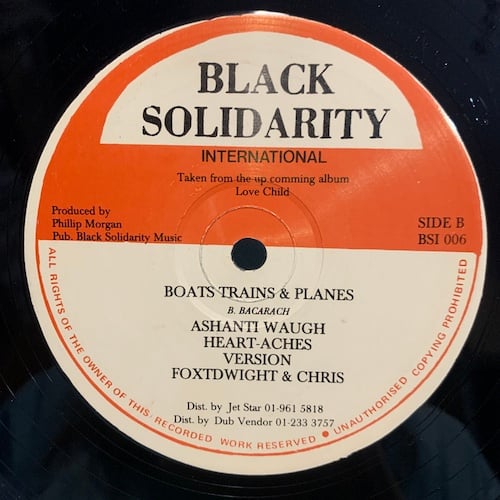 BLACK
SOLIDARITY
INTERNATIONAL
Taken from the up comming album
Love Child
Produced by
Phillip Morgan
Pub. Black Solidarity Music
SIDE B
BSI 006
BOATS TRAINS & PLANES
B. BACARACH
ASHANTI WAUGH
HEART-ACHES
VERSION
FOXTDWIGHT & CHRIS
Dist. by Jet Star 01-961 5818
Dist. by Dub Vendor 01-233 3757
ALL RIGHTS OF THE OWNER OF THIS RECORDED WORK RESERVED ● UNAUTHORISED COPYING PROHIBITED